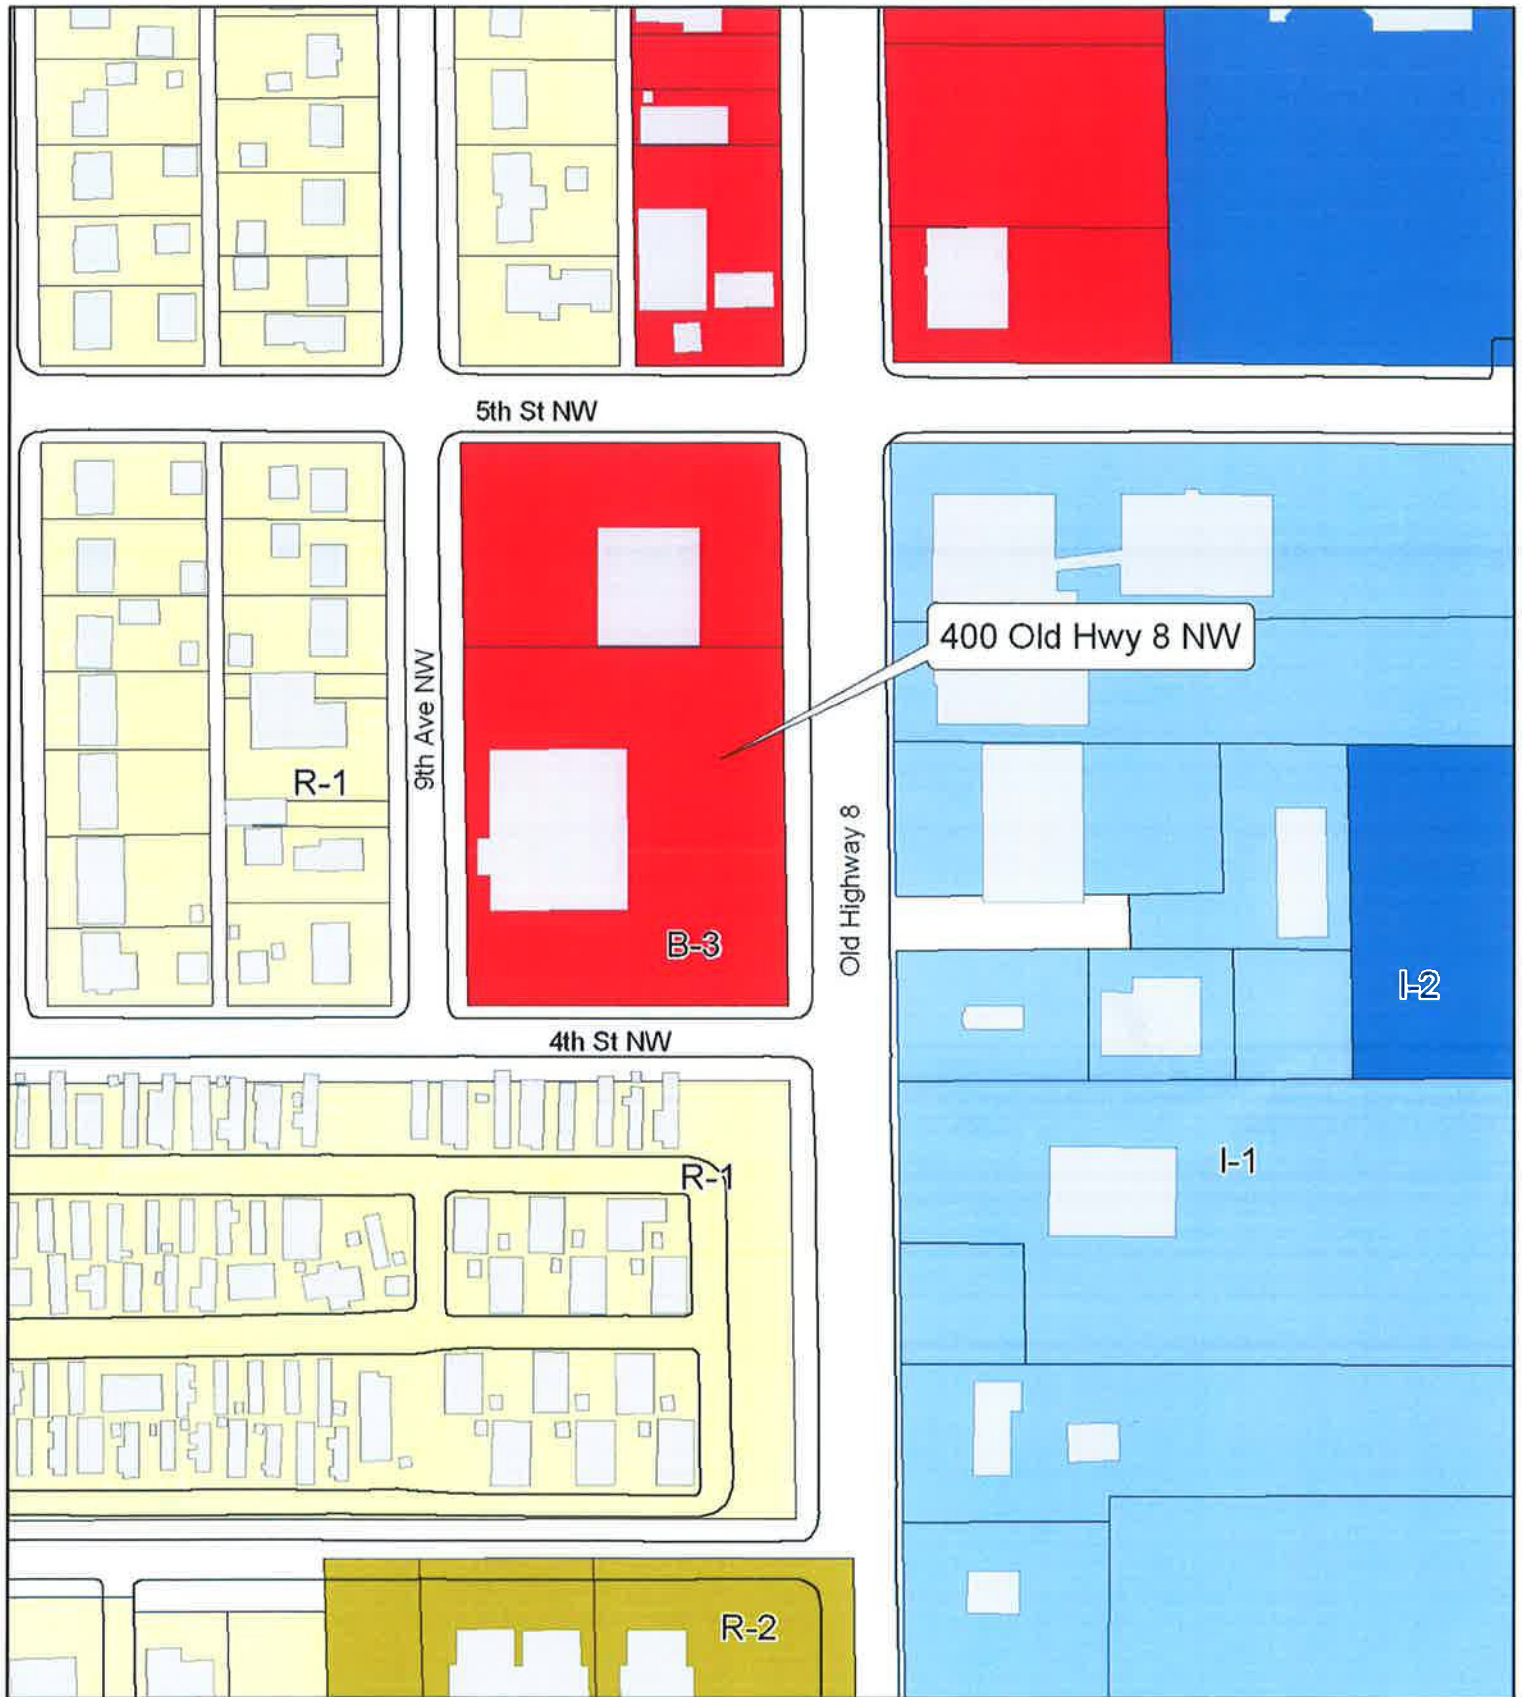 5th St NW
400 Old Hwy 8 NW
9th Ave NW
R-1
Old Highway 8
B-3
I-2
4th St NW
I-1
R-1
R-2